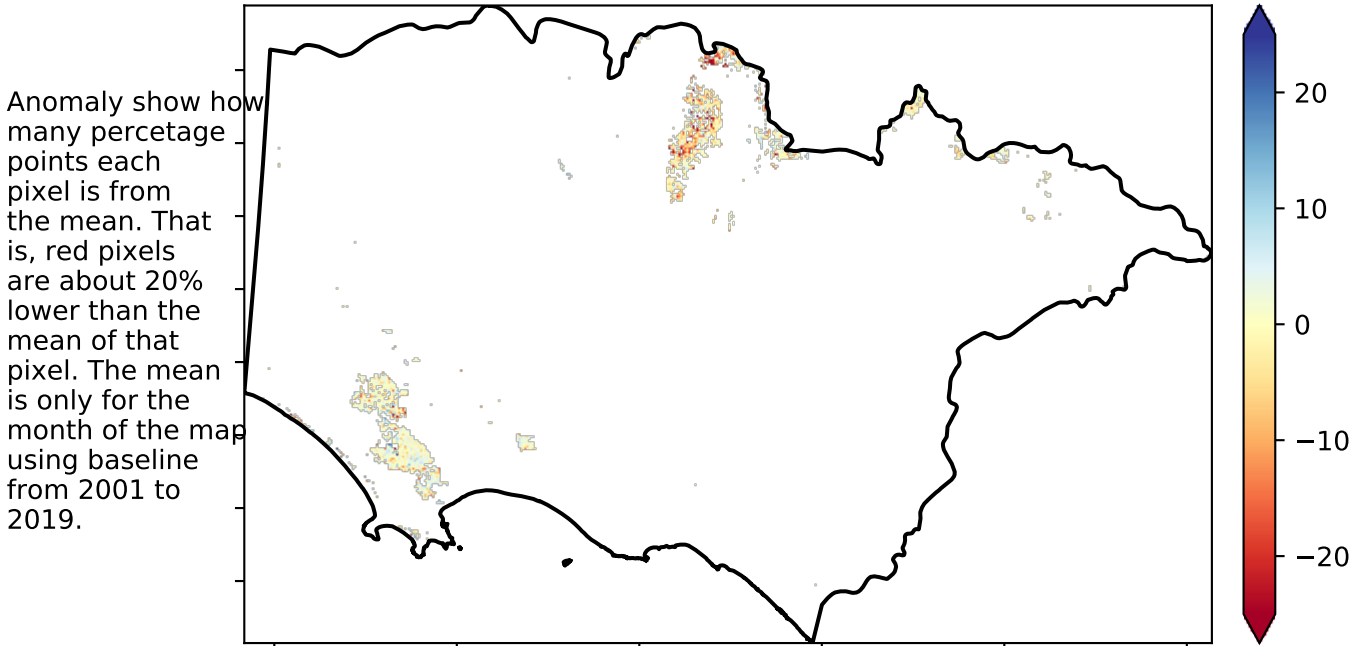 Anomaly show how
many percetage
points each
pixel is from
the mean. That
is, red pixels
are about 20%
lower than the
mean of that
pixel. The mean
is only for the
month of the map
using baseline
from 2001 to
2019.
20
10
0
−10
−20